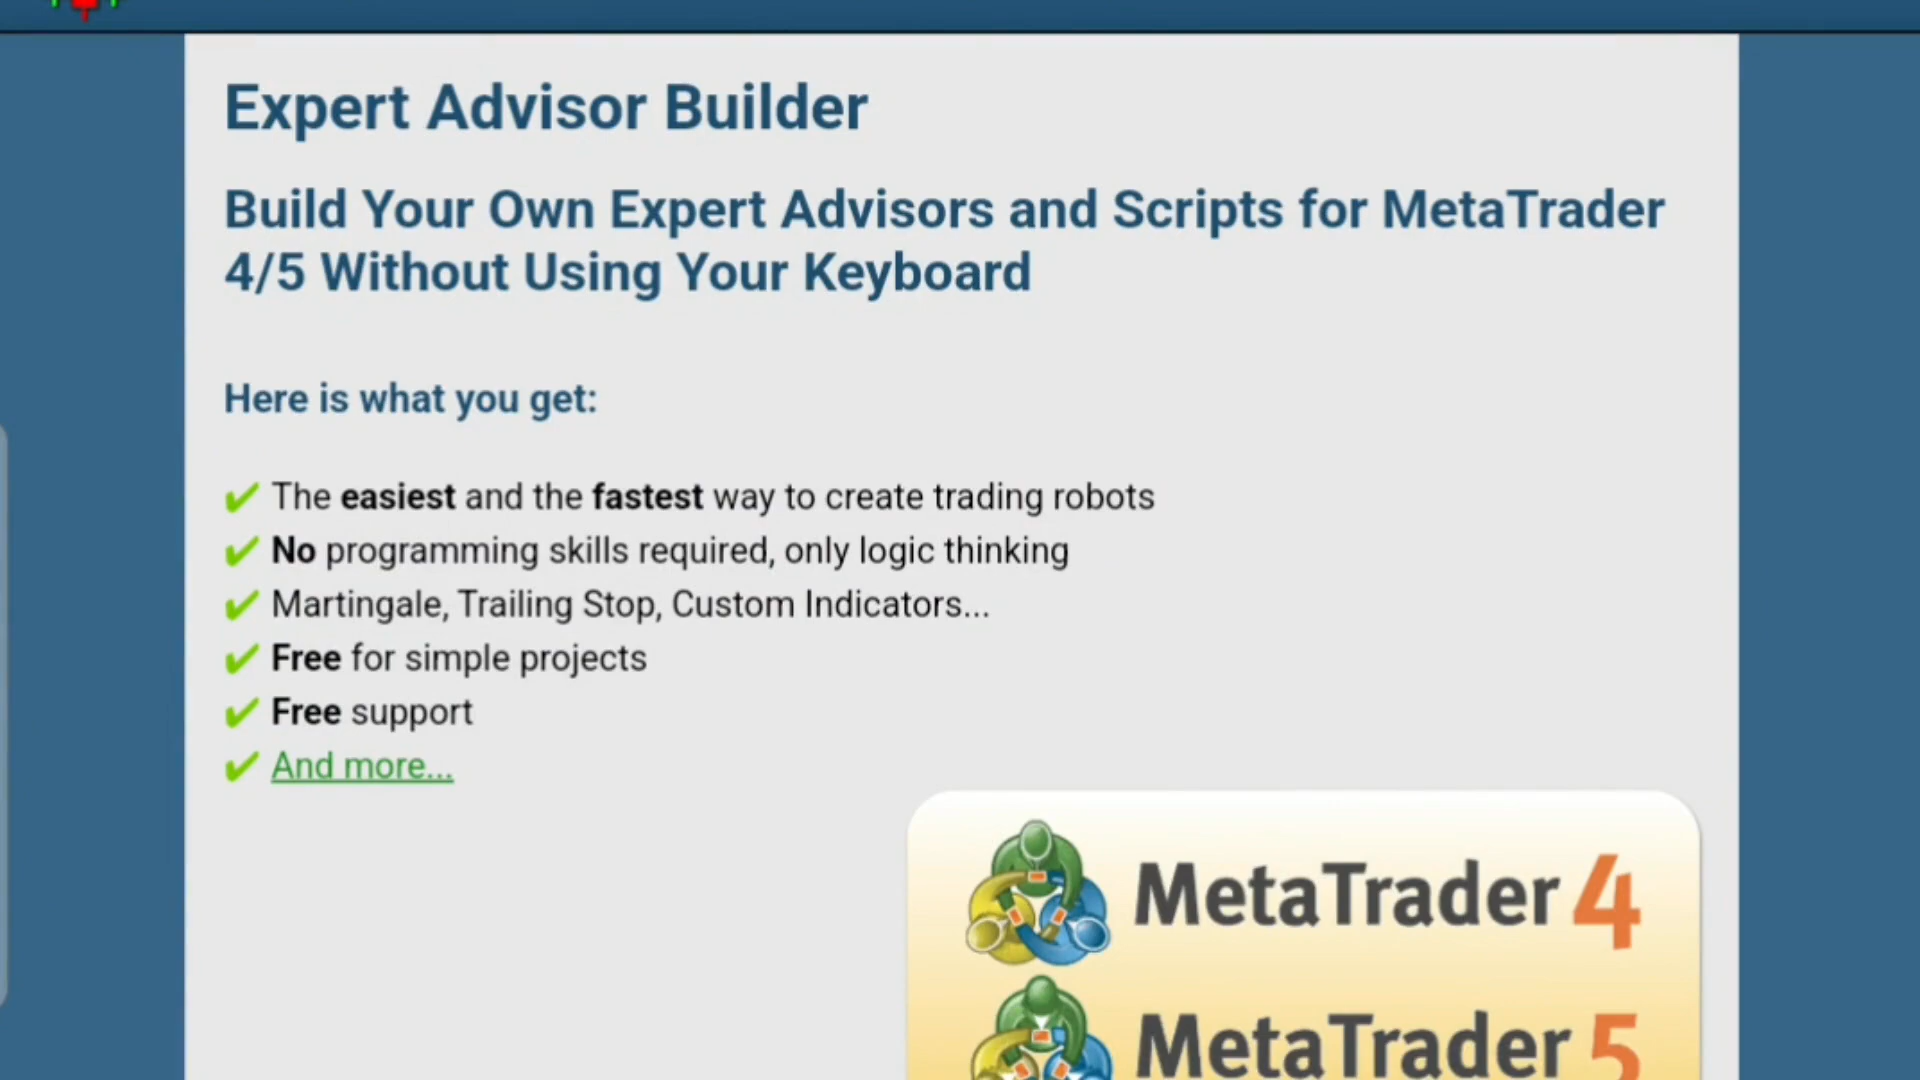 Expert Advisor Builder
Build Your Own Expert Advisors and Scripts for MetaTrader
4/5 Without Using Your Keyboard
Here is what you get:
✔ The easiest and the fastest way to create trading robots
✔ No programming skills required, only logic thinking
✔ Martingale, Trailing Stop, Custom Indicators...
✔ Free for simple projects
✔ Free support
✔ And more...
MetaTrader 4
MetaTrader 5